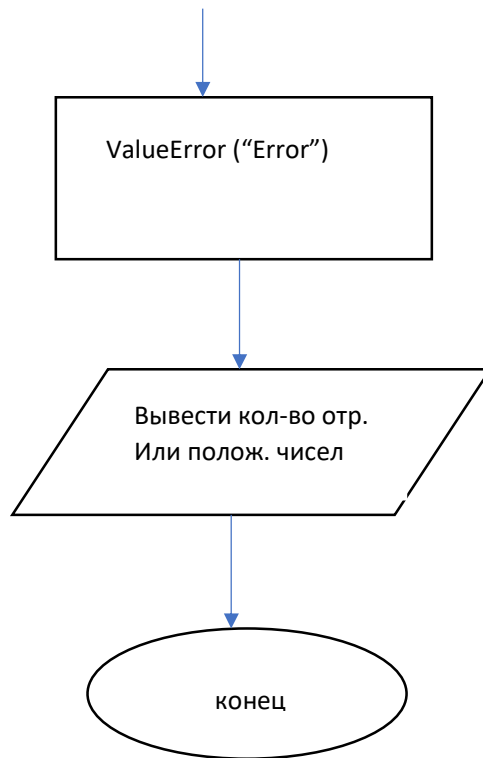 ValueError (“Error”)
Вывести кол-во отр.
Или полож. чисел
конец